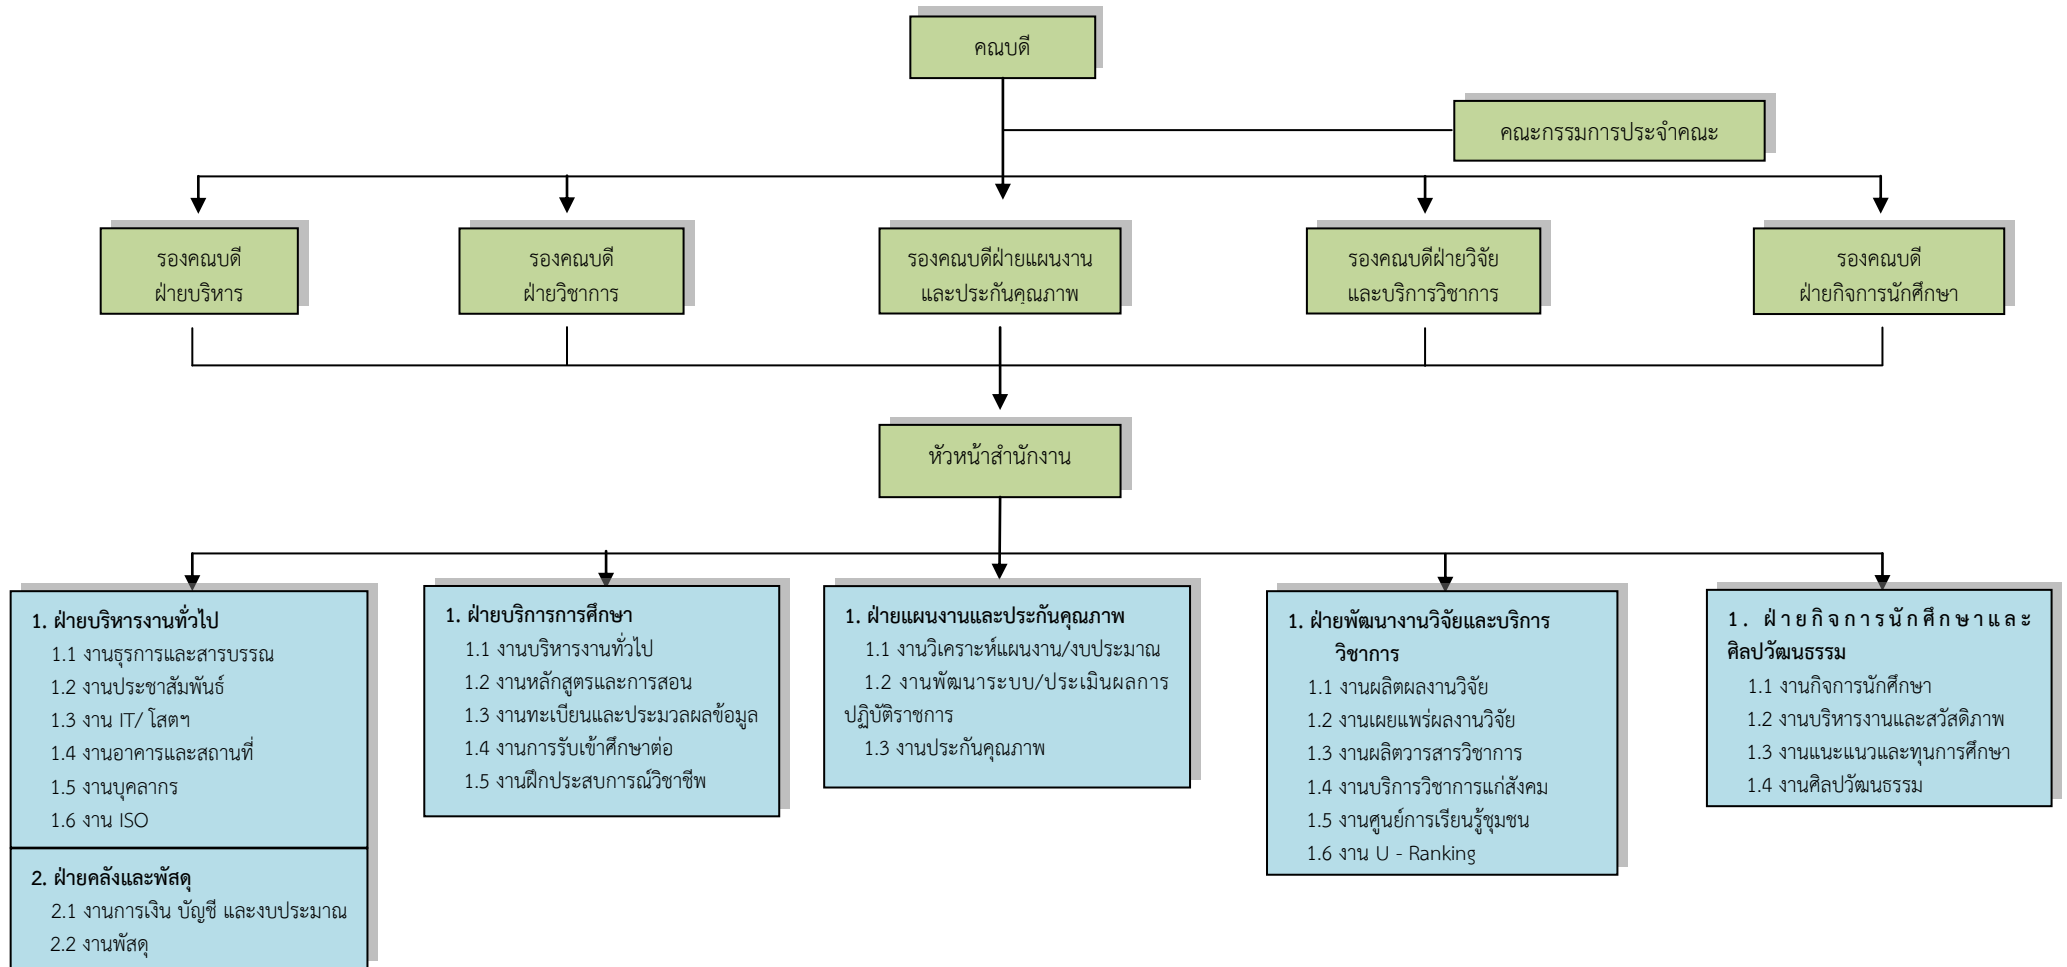 คณบดี
คณะกรรมการประจำคณะ
รองคณบดี
ฝ่ายบริหาร
รองคณบดี
ฝ่ายวิชาการ
รองคณบดีฝ่ายแผนงาน
และประกันคุณภาพ
รองคณบดีฝ่ายวิจัย
และบริการวิชาการ
รองคณบดี
ฝ่ายกิจการนักศึกษา
หัวหน้าสำนักงาน
1. ฝ่ายบริหารงานทั่วไป
1.1 งานธุรการและสารบรรณ
1.2 งานประชาสัมพันธ์
1.3 งาน IT/ โสตฯ
1.4 งานอาคารและสถานที่
1.5 งานบุคลากร
1.6 งาน ISO
2. ฝ่ายคลังและพัสดุ
2.1 งานการเงิน บัญชี และงบประมาณ
2.2 งานพัสดุ
1. ฝ่ายบริการการศึกษา
1.1 งานบริหารงานทั่วไป
1.2 งานหลักสูตรและการสอน
1.3 งานทะเบียนและประมวลผลข้อมูล
1.4 งานการรับเข้าศึกษาต่อ
1.5 งานฝึกประสบการณ์วิชาชีพ
1. ฝ่ายแผนงานและประกันคุณภาพ
1.1 งานวิเคราะห์แผนงาน/งบประมาณ
1.2 งานพัฒนาระบบ/ประเมินผลการ
ปฏิบัติราชการ
1.3 งานประกันคุณภาพ
1. ฝ่ายพัฒนางานวิจัยและบริการ
วิชาการ
1.1 งานผลิตผลงานวิจัย
1.2 งานเผยแพร่ผลงานวิจัย
1.3 งานผลิตวารสารวิชาการ
1.4 งานบริการวิชาการแก่สังคม
1.5 งานศูนย์การเรียนรู้ชุมชน
1.6 งาน U - Ranking
1. ฝ่ายกิจการนักศึกษาและ
ศิลปวัฒนธรรม
1.1 งานกิจการนักศึกษา
1.2 งานบริหารงานและสวัสดิภาพ
1.3 งานแนะแนวและทุนการศึกษา
1.4 งานศิลปวัฒนธรรม